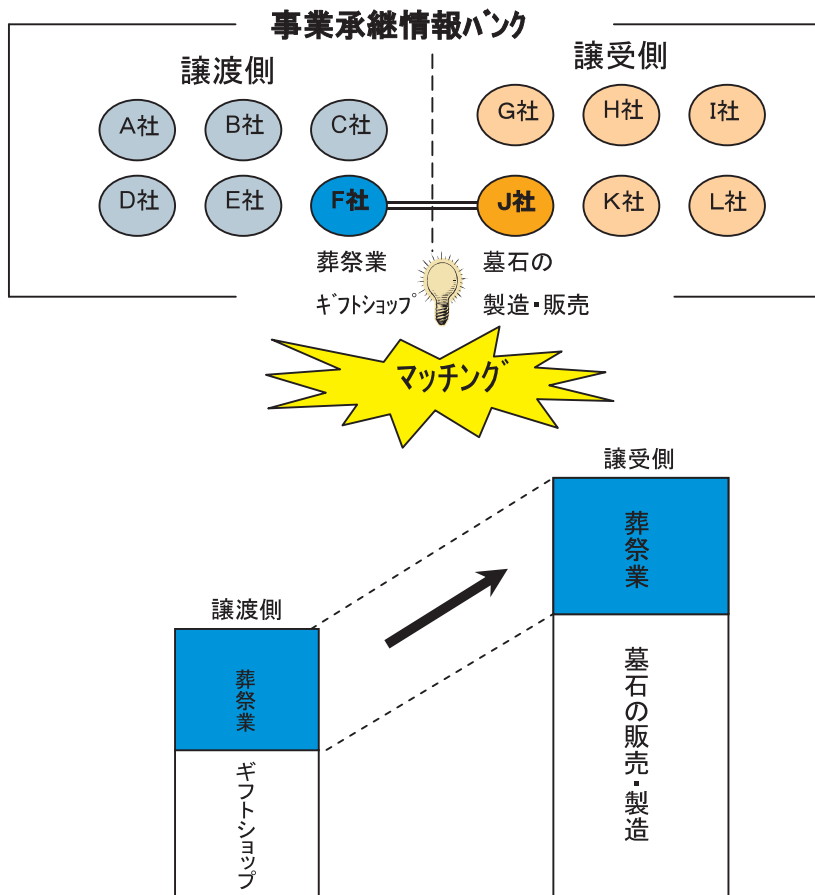 事業承継情報バンク
譲渡側
譲受側
A社
B社
C社
G社
H社
I社
D社
E社
F社
J社
K社
L社
葬祭業
ギフトショップ
墓石の
製造・販売
マッチング
譲受側
葬祭業
墓石の販売・製造
譲渡側
葬祭業
ギフトショップ